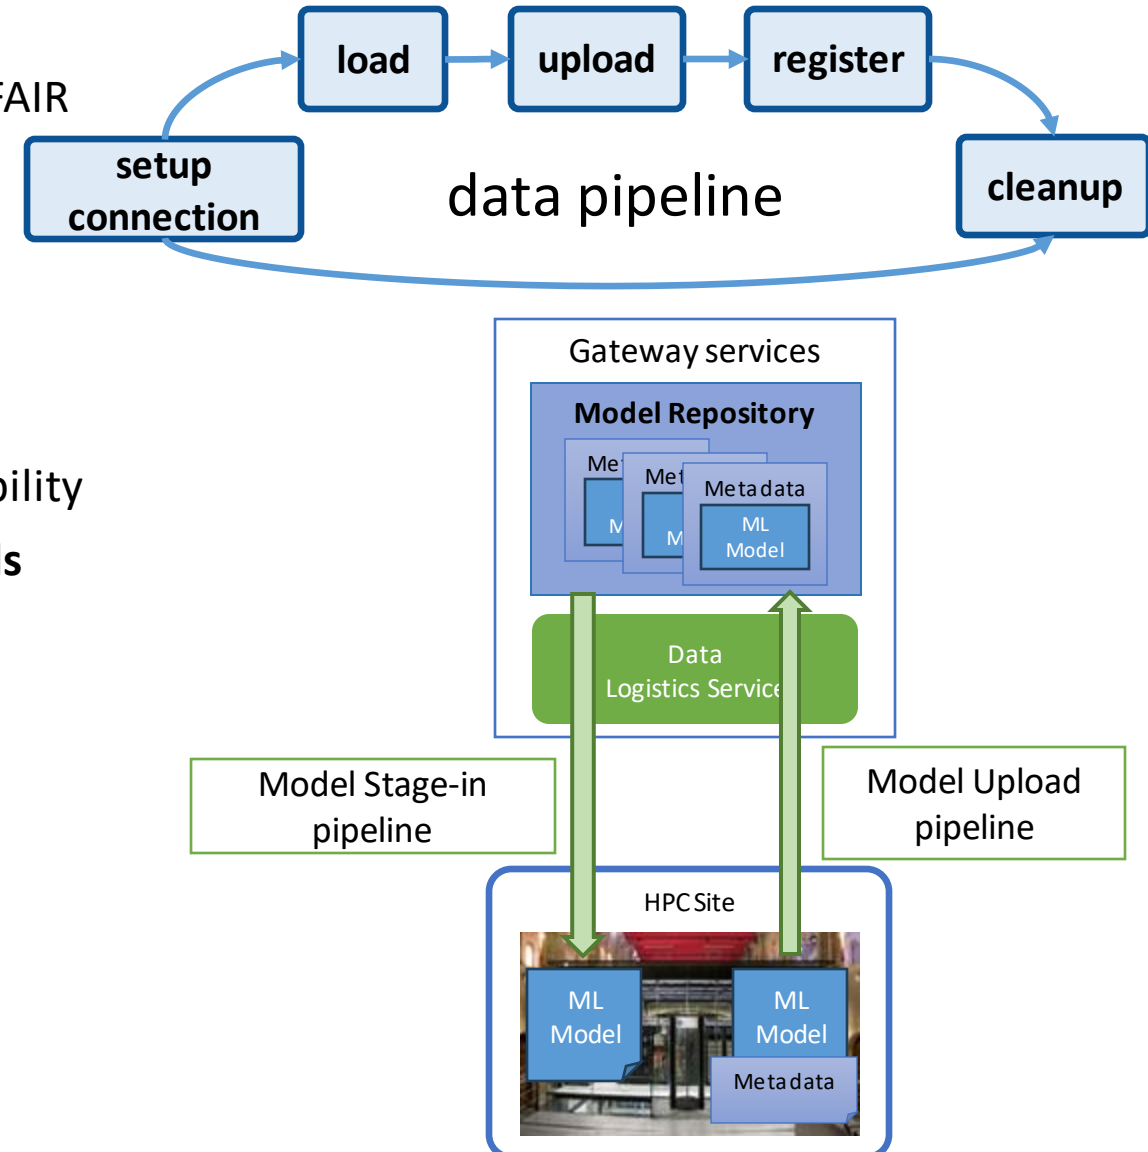 load
upload
register
FAIR
setup
connection
data pipeline
cleanup
Gateway services
Model Repository
Metadata
ML
Model
Data
Logistics Service
Model Stage-in
pipeline
Model Upload
pipeline
HPC Site
ML
Model
ML
Model
Metadata